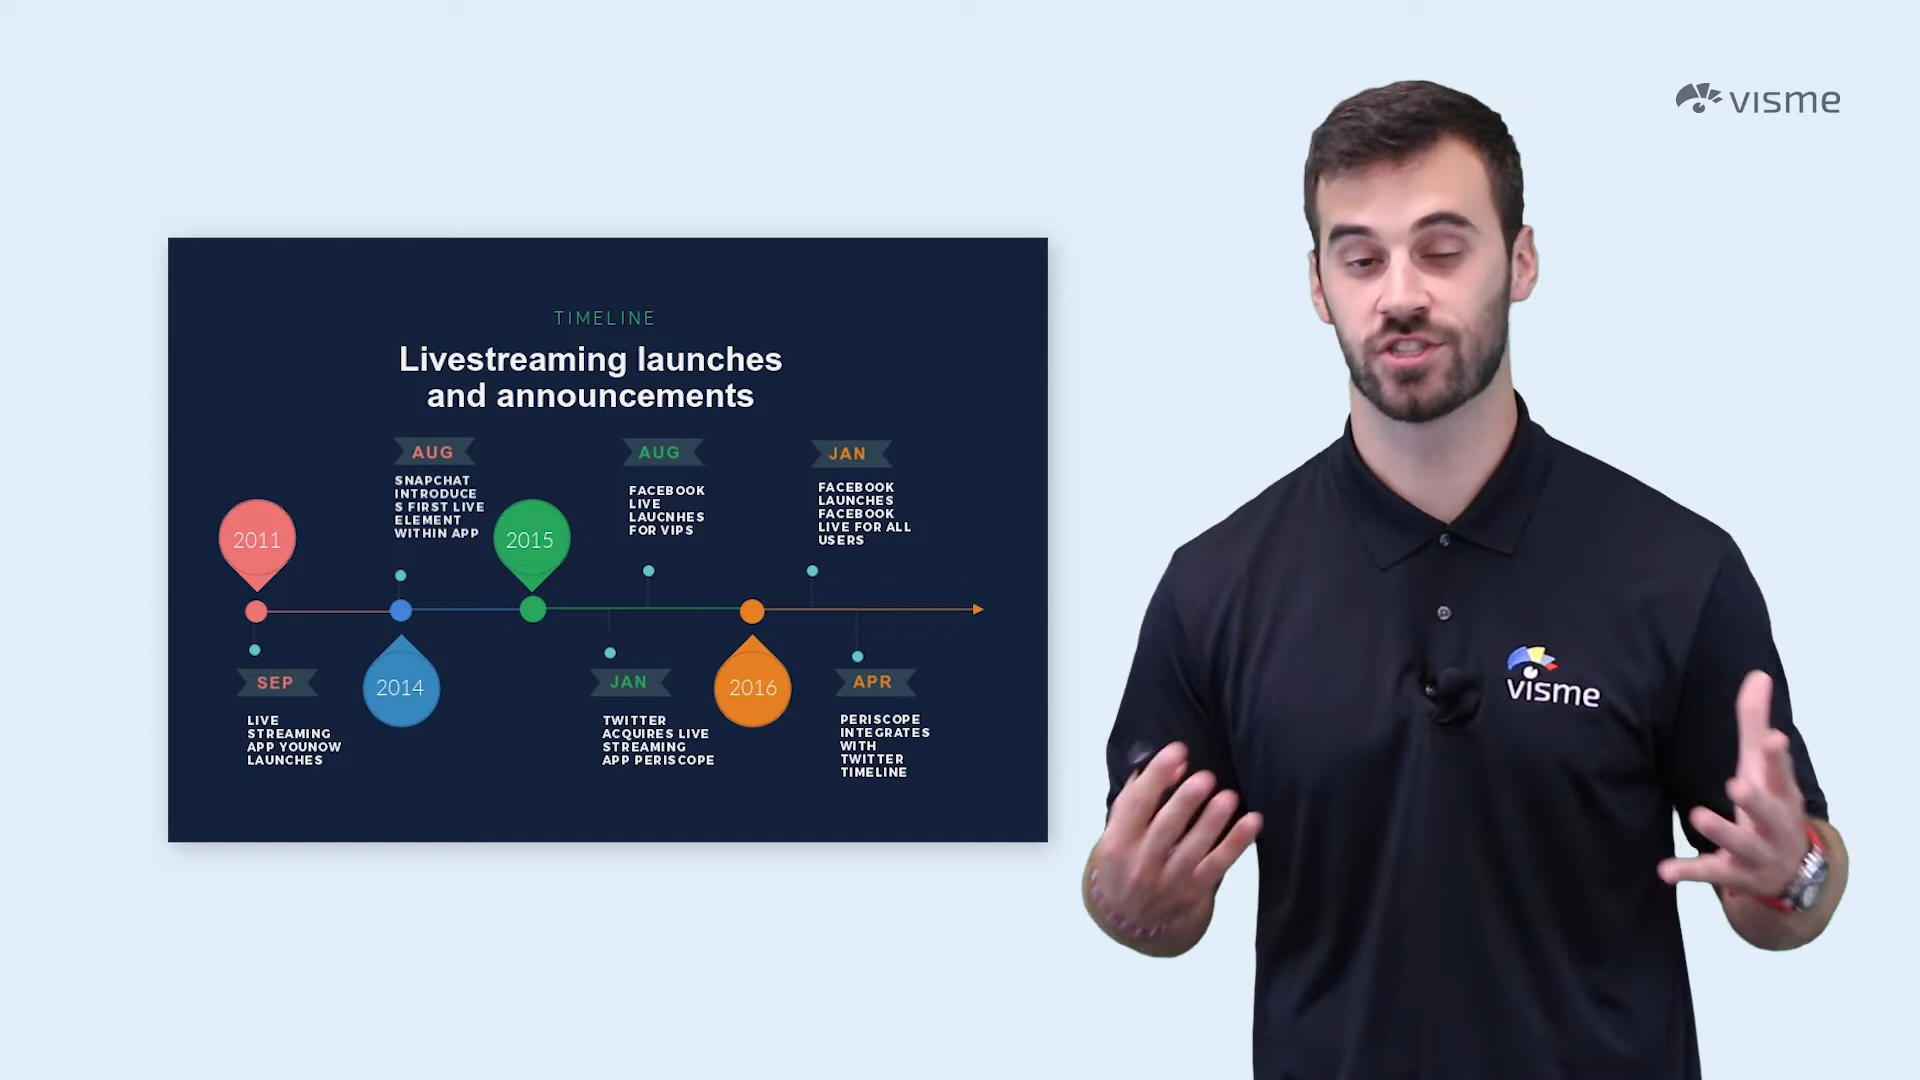 visme
TIMELINE
Livestreaming launches
and announcements
AUG
SNAPCHAT
INTRODUCE
S FIRST LIVE
ELEMENT
WITHIN APP
AUG
FACEBOOK
LIVE
LAUCNHES
FOR VIPS
JAN
FACEBOOK
LAUNCHES
FACEBOOK
LIVE FOR ALL
USERS
2011
2015
SEP
LIVE
STREAMING
APP YOUNOW
LAUNCHES
2014
JAN
TWITTER
ACQUIRES LIVE
STREAMING
APP PERISCOPE
2016
APR
PERISCOPE
INTEGRATES
WITH
TWITTER
TIMELINE
visme